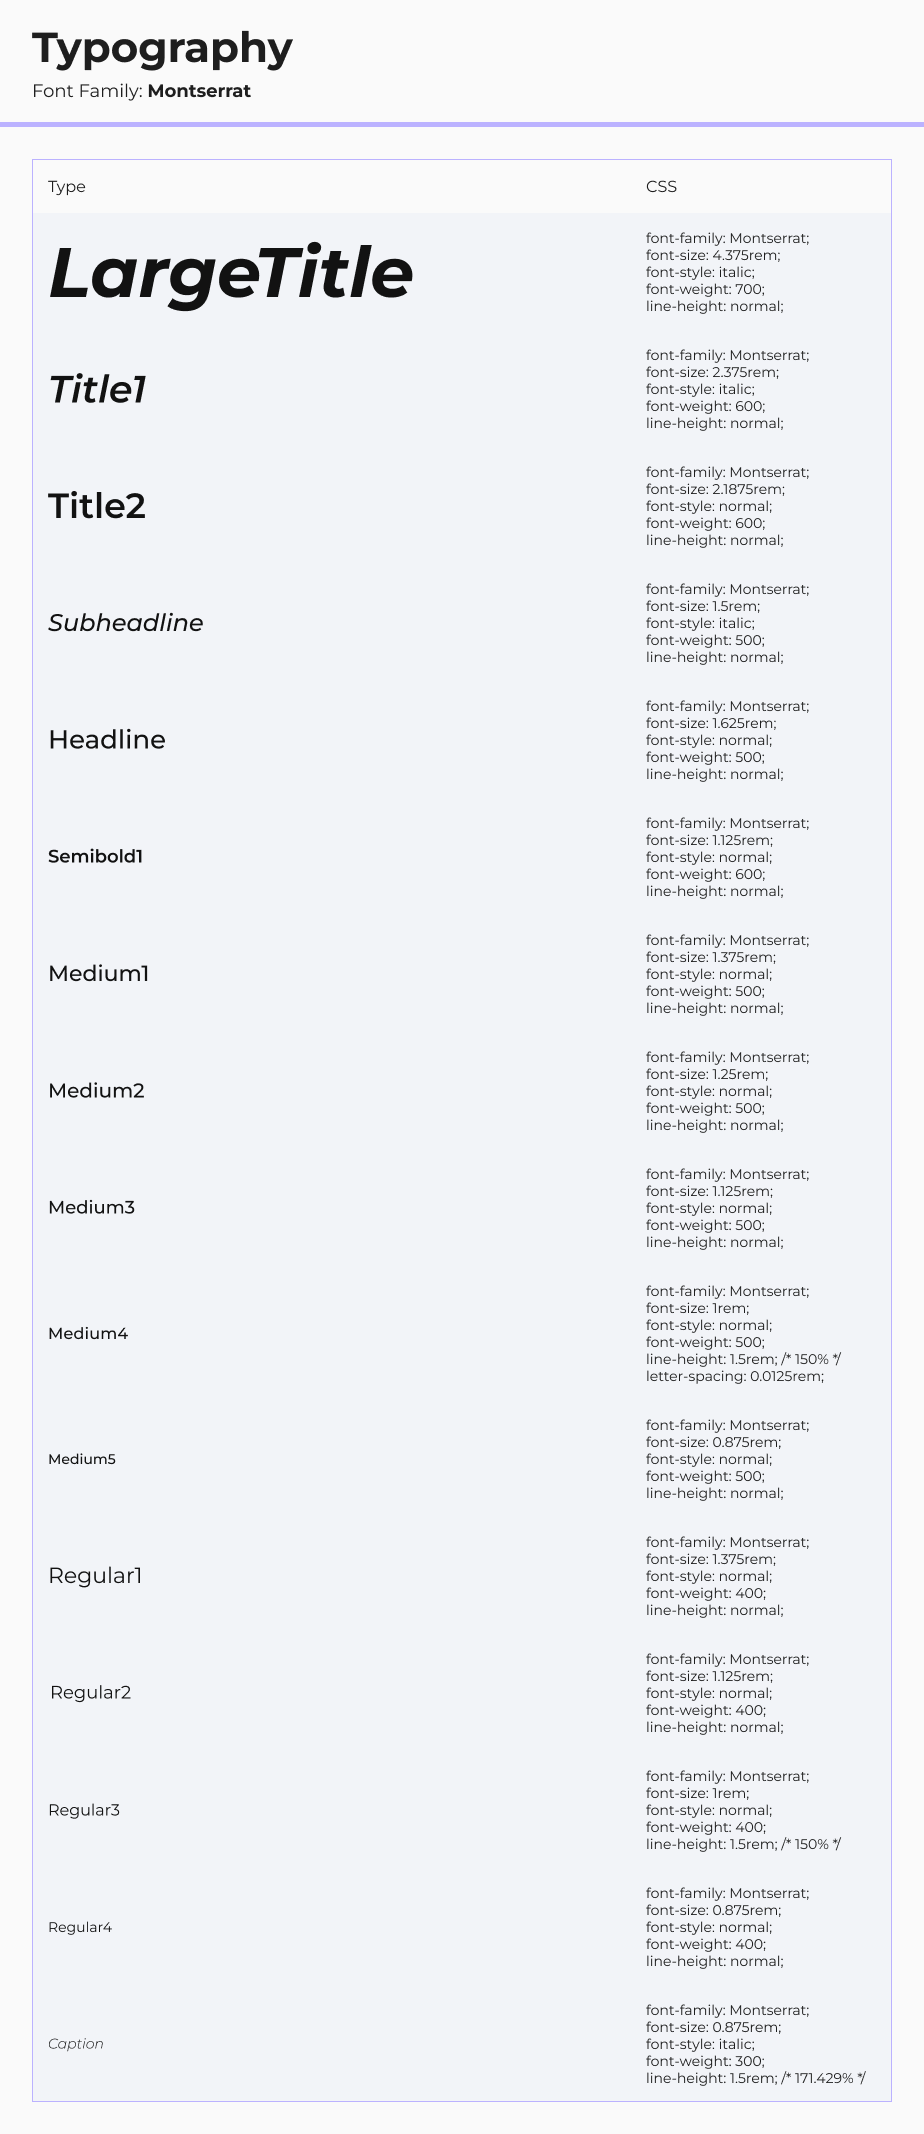 Typography
Font Family: Montserrat
Type
CSS
LargeTitle
font-family: Montserrat;
font-size: 4.375rem;
font-style: italic;
font-weight: 700;
line-height: normal;
Title1
font-family: Montserrat;
font-size: 2.375rem;
font-style: italic;
font-weight: 600;
line-height: normal;
Title2
font-family: Montserrat;
font-size: 2.1875rem;
font-style: normal;
font-weight: 600;
line-height: normal;
Subheadline
font-family: Montserrat;
font-size: 1.5rem;
font-style: italic;
font-weight: 500;
line-height: normal;
Headline
font-family: Montserrat;
font-size: 1.625rem;
font-style: normal;
font-weight: 500;
line-height: normal;
Semibold1
font-family: Montserrat;
font-size: 1.125rem;
font-style: normal;
font-weight: 600;
line-height: normal;
Medium1
font-family: Montserrat;
font-size: 1.375rem;
font-style: normal;
font-weight: 500;
line-height: normal;
Medium2
font-family: Montserrat;
font-size: 1.25rem;
font-style: normal;
font-weight: 500;
line-height: normal;
Medium3
font-family: Montserrat;
font-size: 1.125rem;
font-style: normal;
font-weight: 500;
line-height: normal;
Medium4
font-family: Montserrat;
font-size: 1rem;
font-style: normal;
font-weight: 500;
line-height: 1.5rem; /* 150% */
letter-spacing: 0.0125rem;
Medium5
font-family: Montserrat;
font-size: 0.875rem;
font-style: normal;
font-weight: 500;
line-height: normal;
Regular1
font-family: Montserrat;
font-size: 1.375rem;
font-style: normal;
font-weight: 400;
line-height: normal;
Regular2
font-family: Montserrat;
font-size: 1.125rem;
font-style: normal;
font-weight: 400;
line-height: normal;
Regular3
font-family: Montserrat;
font-size: 1rem;
font-style: normal;
font-weight: 400;
line-height: 1.5rem; /* 150% */
Regular4
font-family: Montserrat;
font-size: 0.875rem;
font-style: normal;
font-weight: 400;
line-height: normal;
Caption
font-family: Montserrat;
font-size: 0.875rem;
font-style: italic;
font-weight: 300;
line-height: 1.5rem; /* 171.429% */